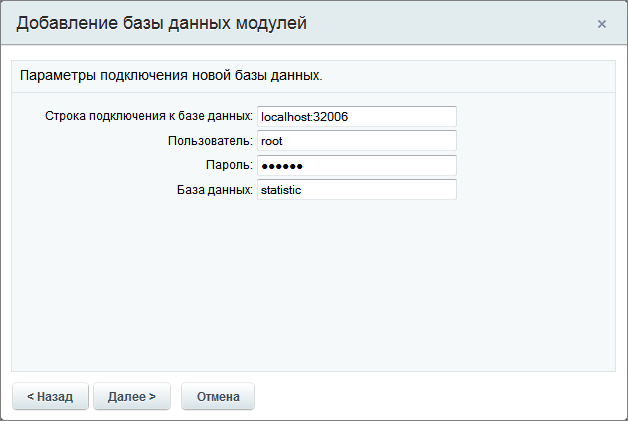 Добавление базы данных модулей
Параметры подключения новой базы данных.
Строка подключения к базе данных: localhost:32006
Пользователь: root
Пароль: ●●●●●●
База данных: statistic
< Назад Далее > Отмена